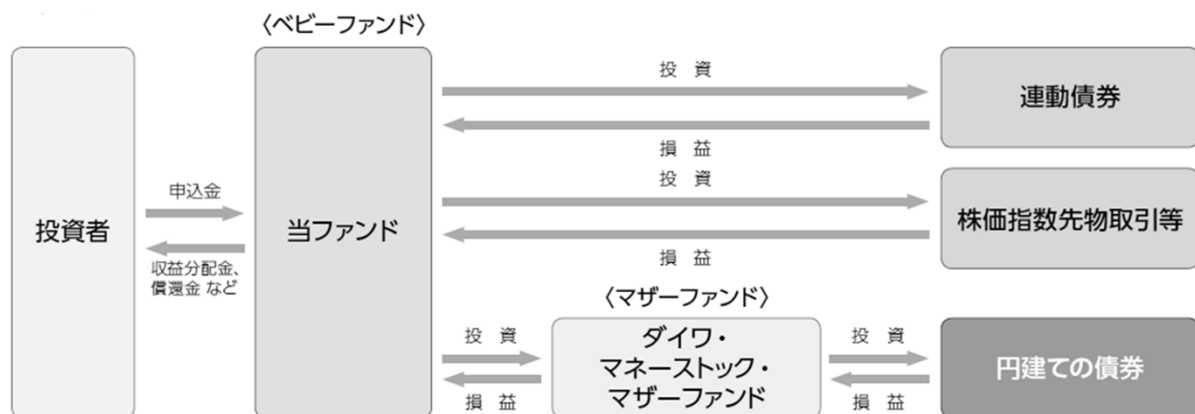 〈ベビーファンド〉
投資者
申込金
収益分配金、
償還金 など
当ファンド
投 資
損 益
連動債券
投 資
損 益
株価指数先物取引等
〈マザーファンド〉
投 資
損 益
ダイワ・
マネーストック・
マザーファンド
投 資
損 益
円建ての債券